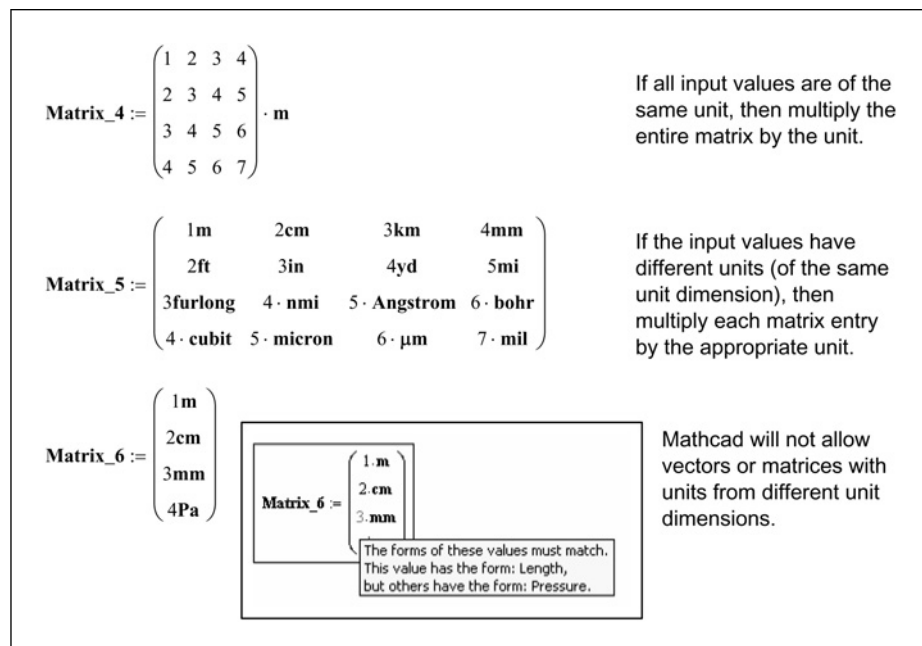 Matrix_4 := ( 1 2 3 4
2 3 4 5
3 4 5 6
4 5 6 7 ) · m
If all input values are of the
same unit, then multiply the
entire matrix by the unit.
Matrix_5 := ( 1m 2cm 3km 4mm
2ft 3in 4yd 5mi
3furlong 4 · nmi 5 · Angstrom 6 · bohr
4 · cubit 5 · micron 6 · μm 7 · mil )
If the input values have
different units (of the same
unit dimension), then
multiply each matrix entry
by the appropriate unit.
Matrix_6 := ( 1m
2cm
3mm
4Pa )
Matrix_6 := ( 1·m
2·cm
3·mm
The forms of these values must match.
This value has the form: Length,
but others have the form: Pressure.
Mathcad will not allow
vectors or matrices with
units from different unit
dimensions.